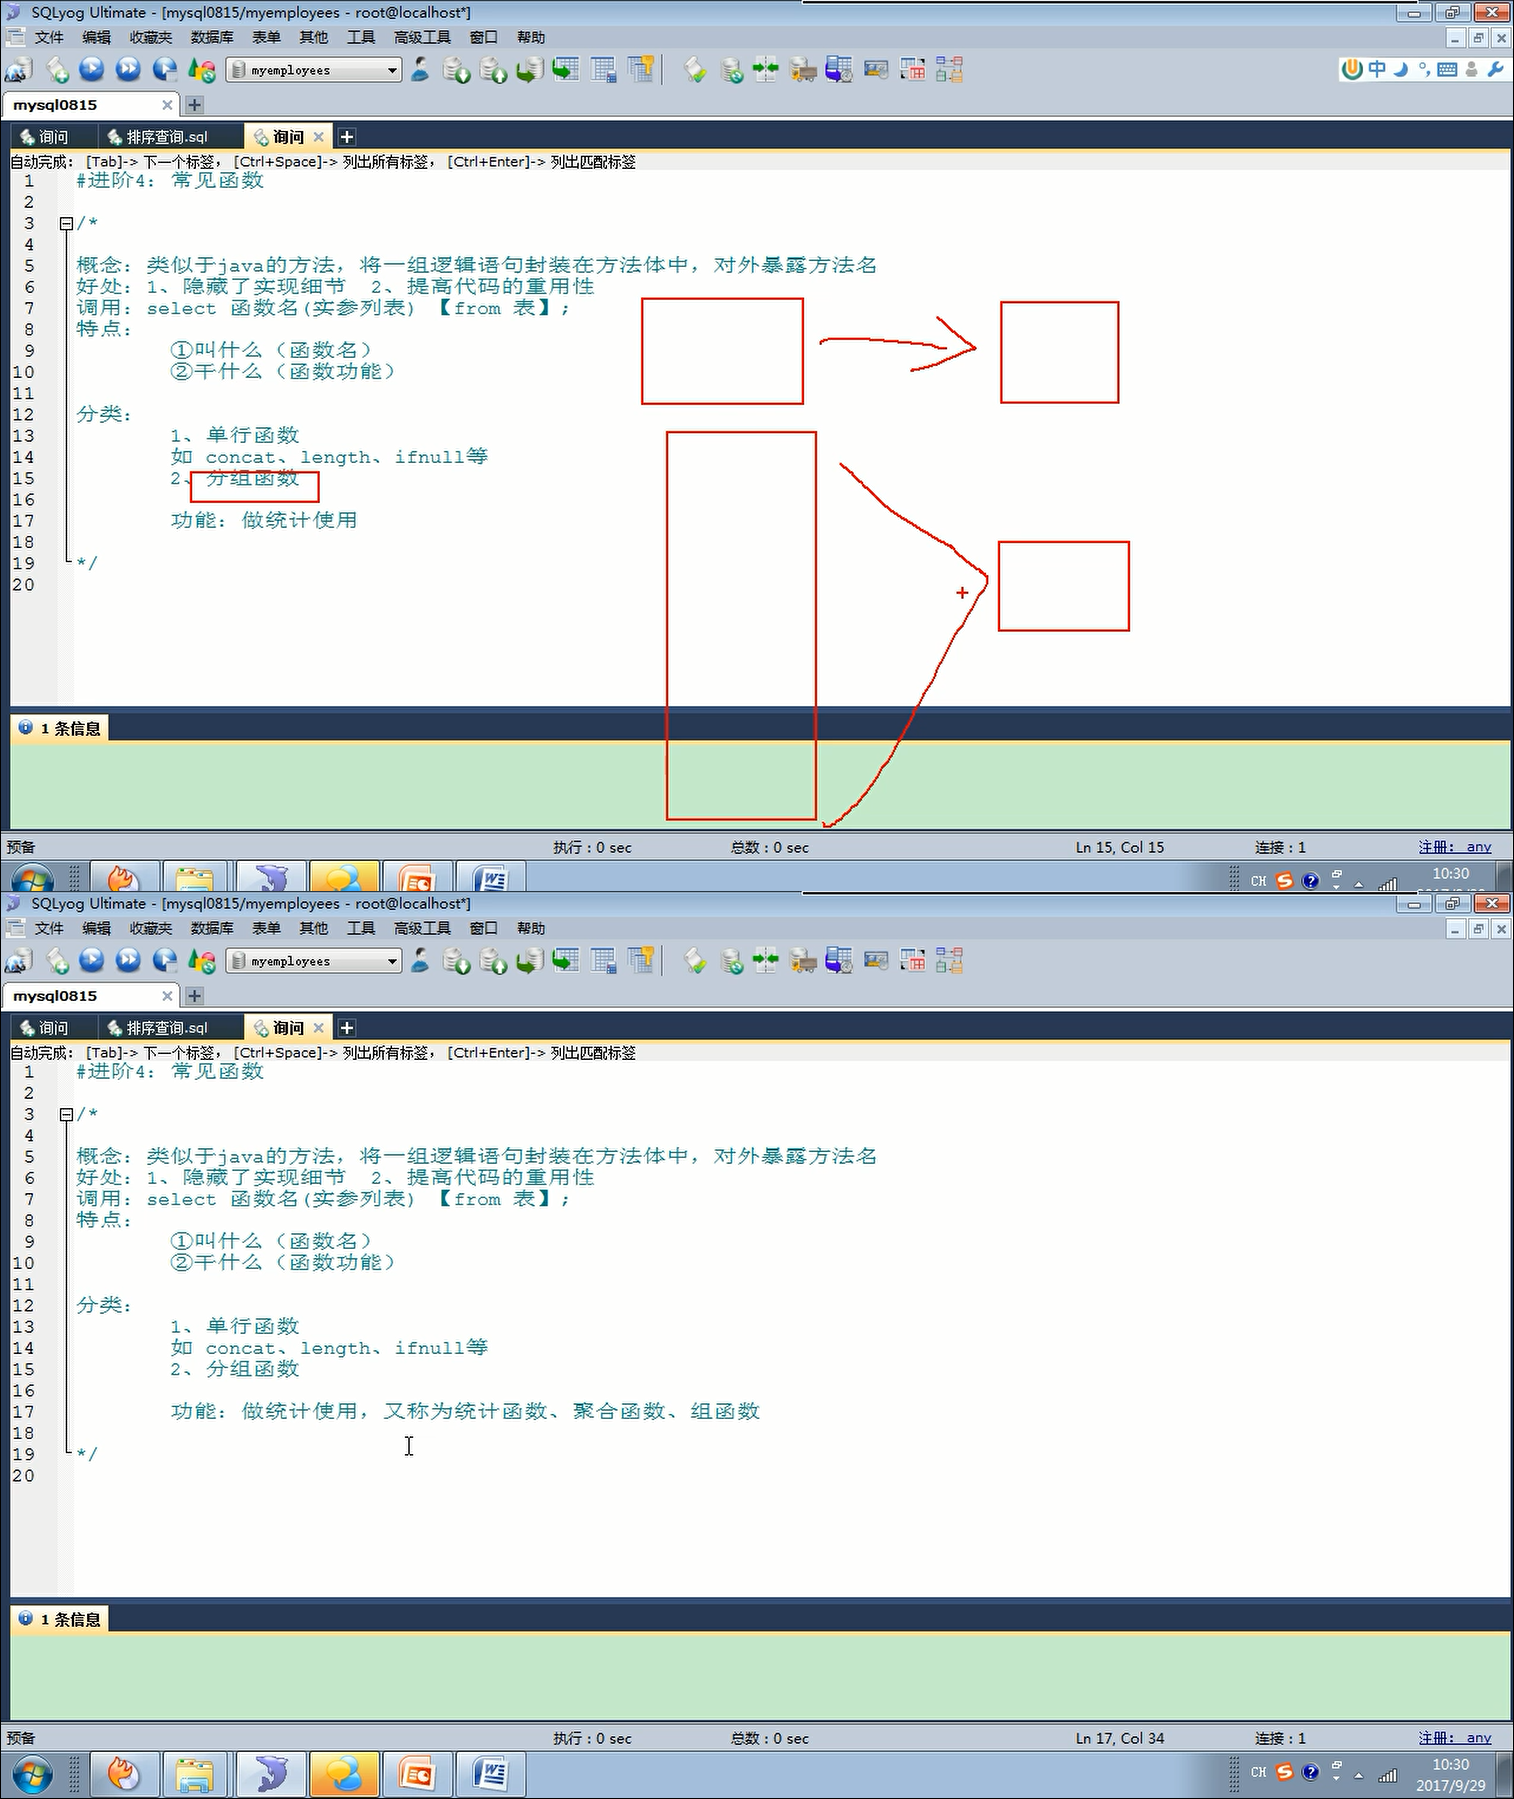 SQLyog Ultimate - [mysql0815/myemployees - root@localhost*]
文件 编辑 收藏夹 数据库 表单 其他 工具 高级工具 窗口 帮助
myemployees
中
mysql0815
询问 排序查询.sql 询问
自动完成： [Tab]-> 下一个标签， [Ctrl+Space]-> 列出所有标签， [Ctrl+Enter]-> 列出匹配标签
1 #进阶4：常见函数
2
3 /*
4
5 概念：类似于java的方法，将一组逻辑语句封装在方法体中，对外暴露方法名
6 好处：1、隐藏了实现细节 2、提高代码的重用性
7 调用：select 函数名(实参列表) 【from 表】;
8 特点：
9 ①叫什么（函数名）
10 ②干什么（函数功能）
11
12 分类：
13 1、单行函数
14 如 concat、length、ifnull等
15 2、分组函数
16
17 功能：做统计使用
18
19 */
20
1 条信息
预备 执行：0 sec 总数：0 sec Ln 15, Col 15 连接：1 注册： any
CH 10:30
SQLyog Ultimate - [mysql0815/myemployees - root@localhost*]
文件 编辑 收藏夹 数据库 表单 其他 工具 高级工具 窗口 帮助
myemployees
mysql0815
询问 排序查询.sql 询问
自动完成： [Tab]-> 下一个标签， [Ctrl+Space]-> 列出所有标签， [Ctrl+Enter]-> 列出匹配标签
1 #进阶4：常见函数
2
3 /*
4
5 概念：类似于java的方法，将一组逻辑语句封装在方法体中，对外暴露方法名
6 好处：1、隐藏了实现细节 2、提高代码的重用性
7 调用：select 函数名(实参列表) 【from 表】;
8 特点：
9 ①叫什么（函数名）
10 ②干什么（函数功能）
11
12 分类：
13 1、单行函数
14 如 concat、length、ifnull等
15 2、分组函数
16
17 功能：做统计使用，又称为统计函数、聚合函数、组函数
18
19 */
20
1 条信息
预备 执行：0 sec 总数：0 sec Ln 17, Col 34 连接：1 注册： any
CH 10:30
2017/9/29